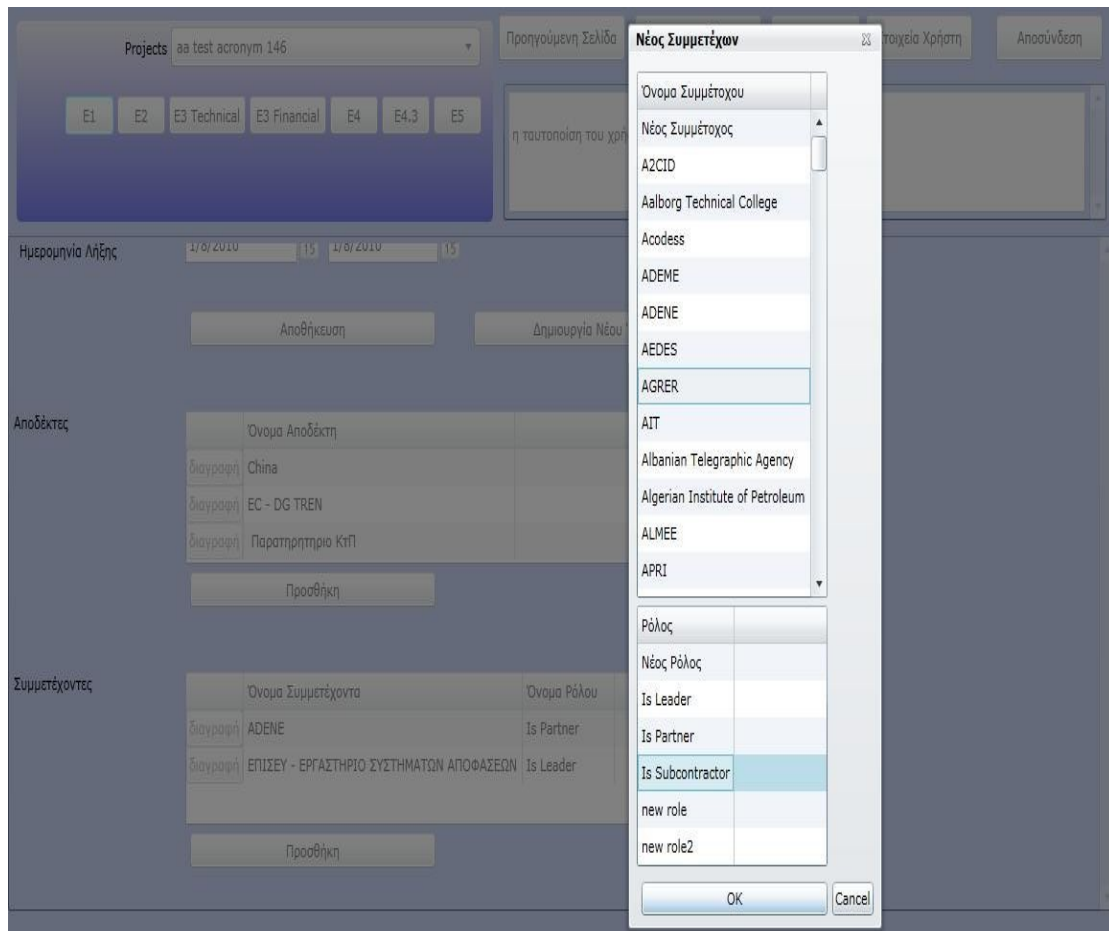 Projects aa test acronym 146
E1 E2 E3 Technical E3 Financial E4 E4.3 E5
Προηγούμενη Σελίδα
τοιχεία Χρήστη Αποσύνδεση
η ταυτοποίση του χρή
Ημερομηνία Λήξης 1/8/2010 15 1/8/2010 15
Αποθήκευση Δημιουργία Νέου
Αποδέκτες
Όνομα Αποδέκτη
διαγραφή China
διαγραφή EC - DG TREN
διαγραφή Παρατηρητηριο ΚτΠ
Προσθήκη
Συμμετέχοντες
Όνομα Συμμετέχοντα Όνομα Ρόλου
διαγραφή ADENE Is Partner
διαγραφή ΕΠΙΣΕΥ - ΕΡΓΑΣΤΗΡΙΟ ΣΥΣΤΗΜΑΤΩΝ ΑΠΟΦΑΣΕΩΝ Is Leader
Προσθήκη
Νέος Συμμετέχων
Όνομα Συμμέτοχου
Νέος Συμμέτοχος
A2CID
Aalborg Technical College
Acodess
ADEME
ADENE
AEDES
AGRER
AIT
Albanian Telegraphic Agency
Algerian Institute of Petroleum
ALMEE
APRI
Ρόλος
Νέος Ρόλος
Is Leader
Is Partner
Is Subcontractor
new role
new role2
OK Cancel